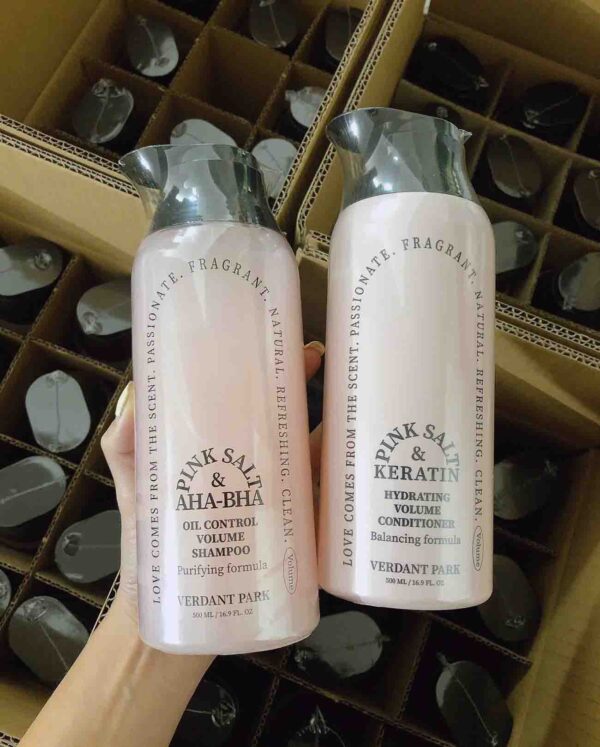 LOVE COMES FROM THE SCENT. PASSIONATE. FRAGRANT. NATURAL. REFRESHING. CLEAN.
PINK SALT
&
AHA-BHA
OIL CONTROL
VOLUME
SHAMPOO
Purifying formula
Volume
VERDANT PARK
500 ML / 16.9 FL. OZ
LOVE COMES FROM THE SCENT. PASSIONATE. FRAGRANT. NATURAL. REFRESHING. CLEAN.
PINK SALT
&
KERATIN
HYDRATING
VOLUME
CONDITIONER
Balancing formula
Volume
VERDANT PARK
500 ML / 16.9 FL. OZ